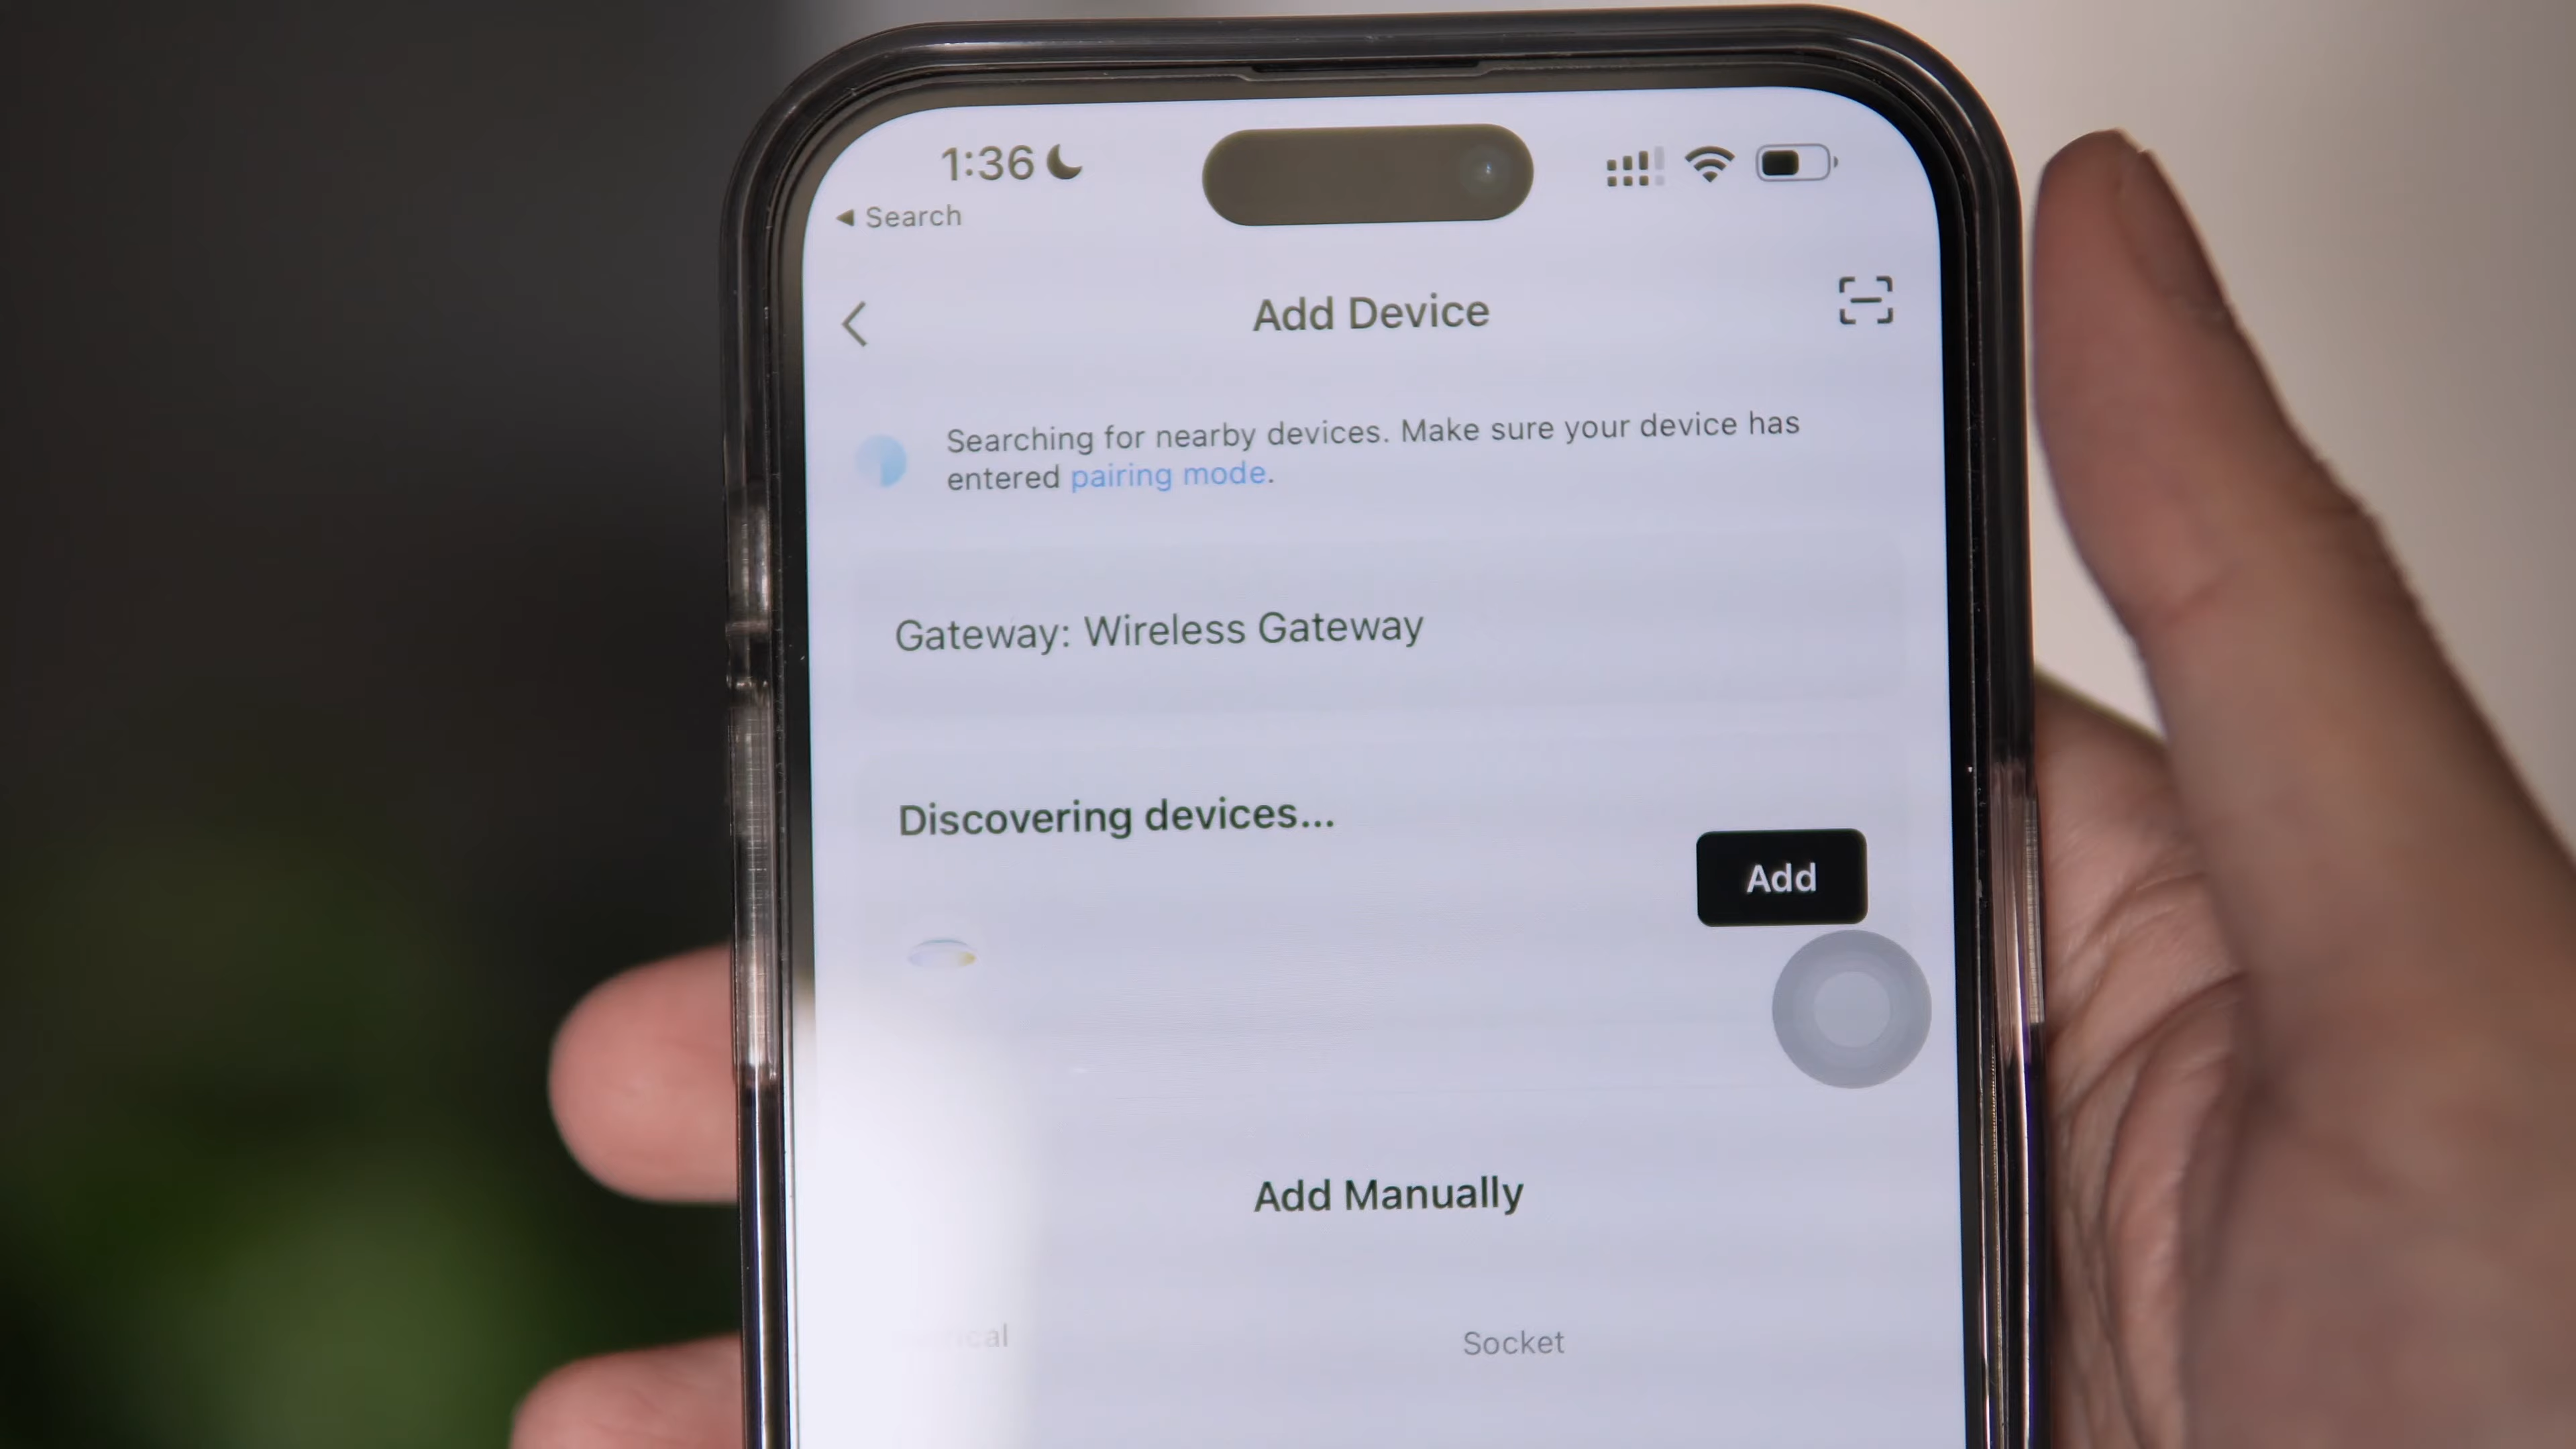 1:36
Search
Add Device
Searching for nearby devices. Make sure your device has
entered pairing mode.
Gateway: Wireless Gateway
Discovering devices...
Add
Add Manually
Socket